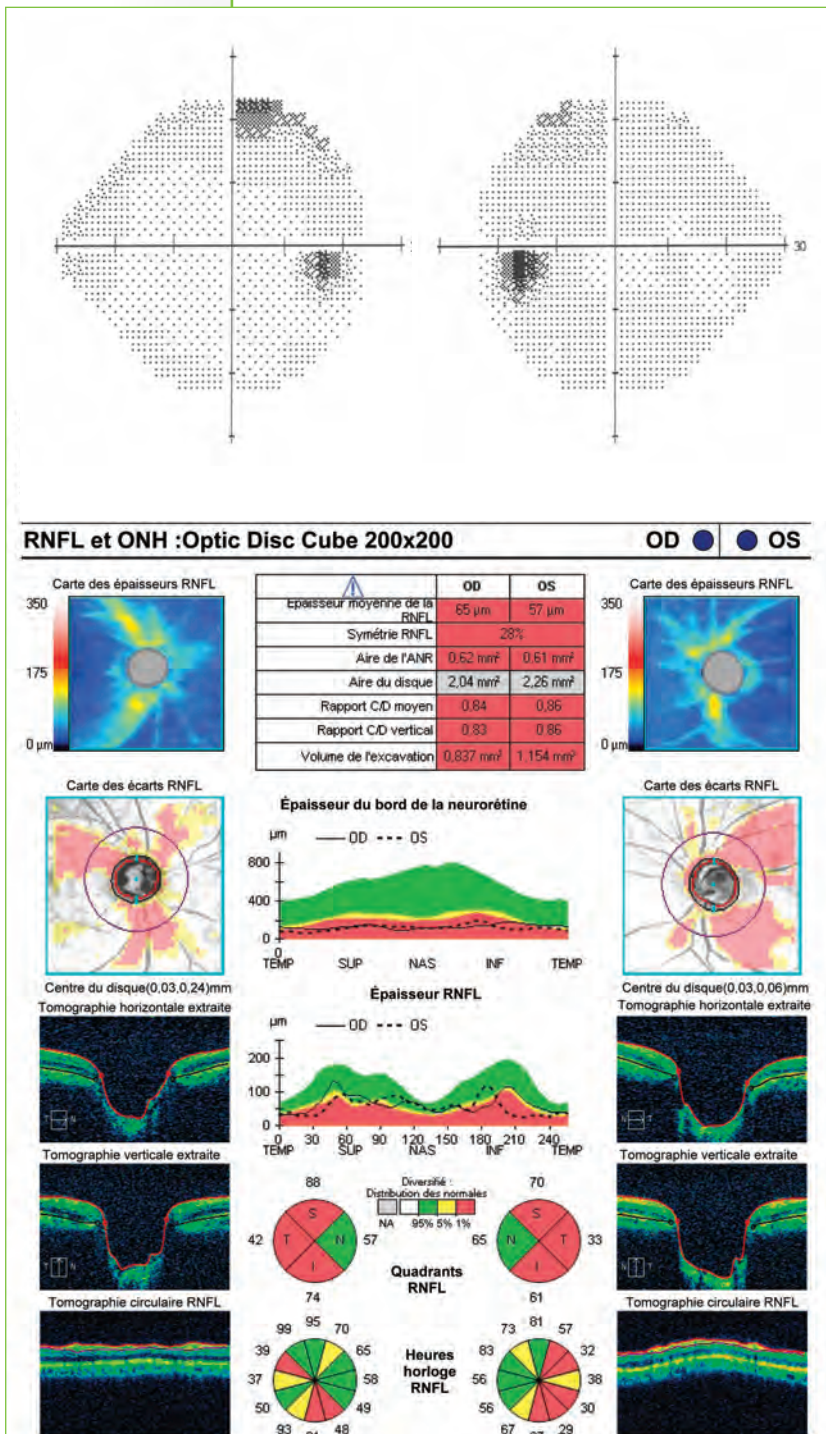 30
RNFL et ONH :Optic Disc Cube 200x200
OD
OS
Carte des épaisseurs RNFL
350
175
0 µm
OD OS
Epaisseur moyenne de la RNFL 65 µm 57 µm
Symétrie RNFL 28%
Aire de l'ANR 0,62 mm² 0,61 mm²
Aire du disque 2,04 mm² 2,26 mm²
Rapport C/D moyen 0,84 0,86
Rapport C/D vertical 0,83 0,86
Volume de l'excavation 0,837 mm³ 1,154 mm³
Carte des épaisseurs RNFL
350
175
0 µm
Carte des écarts RNFL
Centre du disque(0,03,0,24)mm
Tomographie horizontale extraite
T N
Tomographie verticale extraite
T N
Tomographie circulaire RNFL
Épaisseur du bord de la neurorétine
µm
OD OS
800
400
0
0
TEMP SUP NAS INF TEMP
Épaisseur RNFL
µm
OD OS
200
100
0
0 30 60 90 120 150 180 210 240
TEMP SUP NAS INF TEMP
Diversifié :
Distribution des normales
NA 95% 5% 1%
88
S
42 T N 57
I
74
Quadrants
RNFL
70
S
65 N T 33
I
61
95
99 70
39 65
37 58
50 49
93 48
Heures
horloge
RNFL
81
73 57
83 32
56 38
56 30
67 29
Carte des écarts RNFL
Centre du disque(0,03,0,06)mm
Tomographie horizontale extraite
N T
Tomographie verticale extraite
N T
Tomographie circulaire RNFL